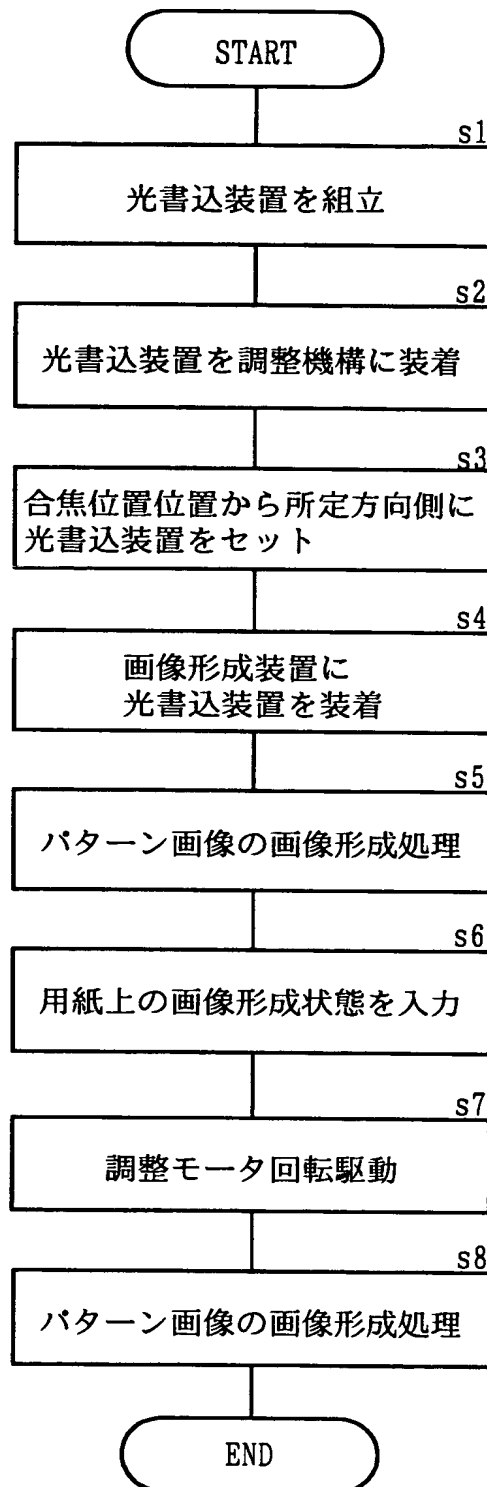 START
s1
光書込装置を組立
s2
光書込装置を調整機構に装着
s3
合焦位置位置から所定方向側に
光書込装置をセット
s4
画像形成装置に
光書込装置を装着
s5
パターン画像の画像形成処理
s6
用紙上の画像形成状態を入力
s7
調整モータ回転駆動
s8
パターン画像の画像形成処理
END